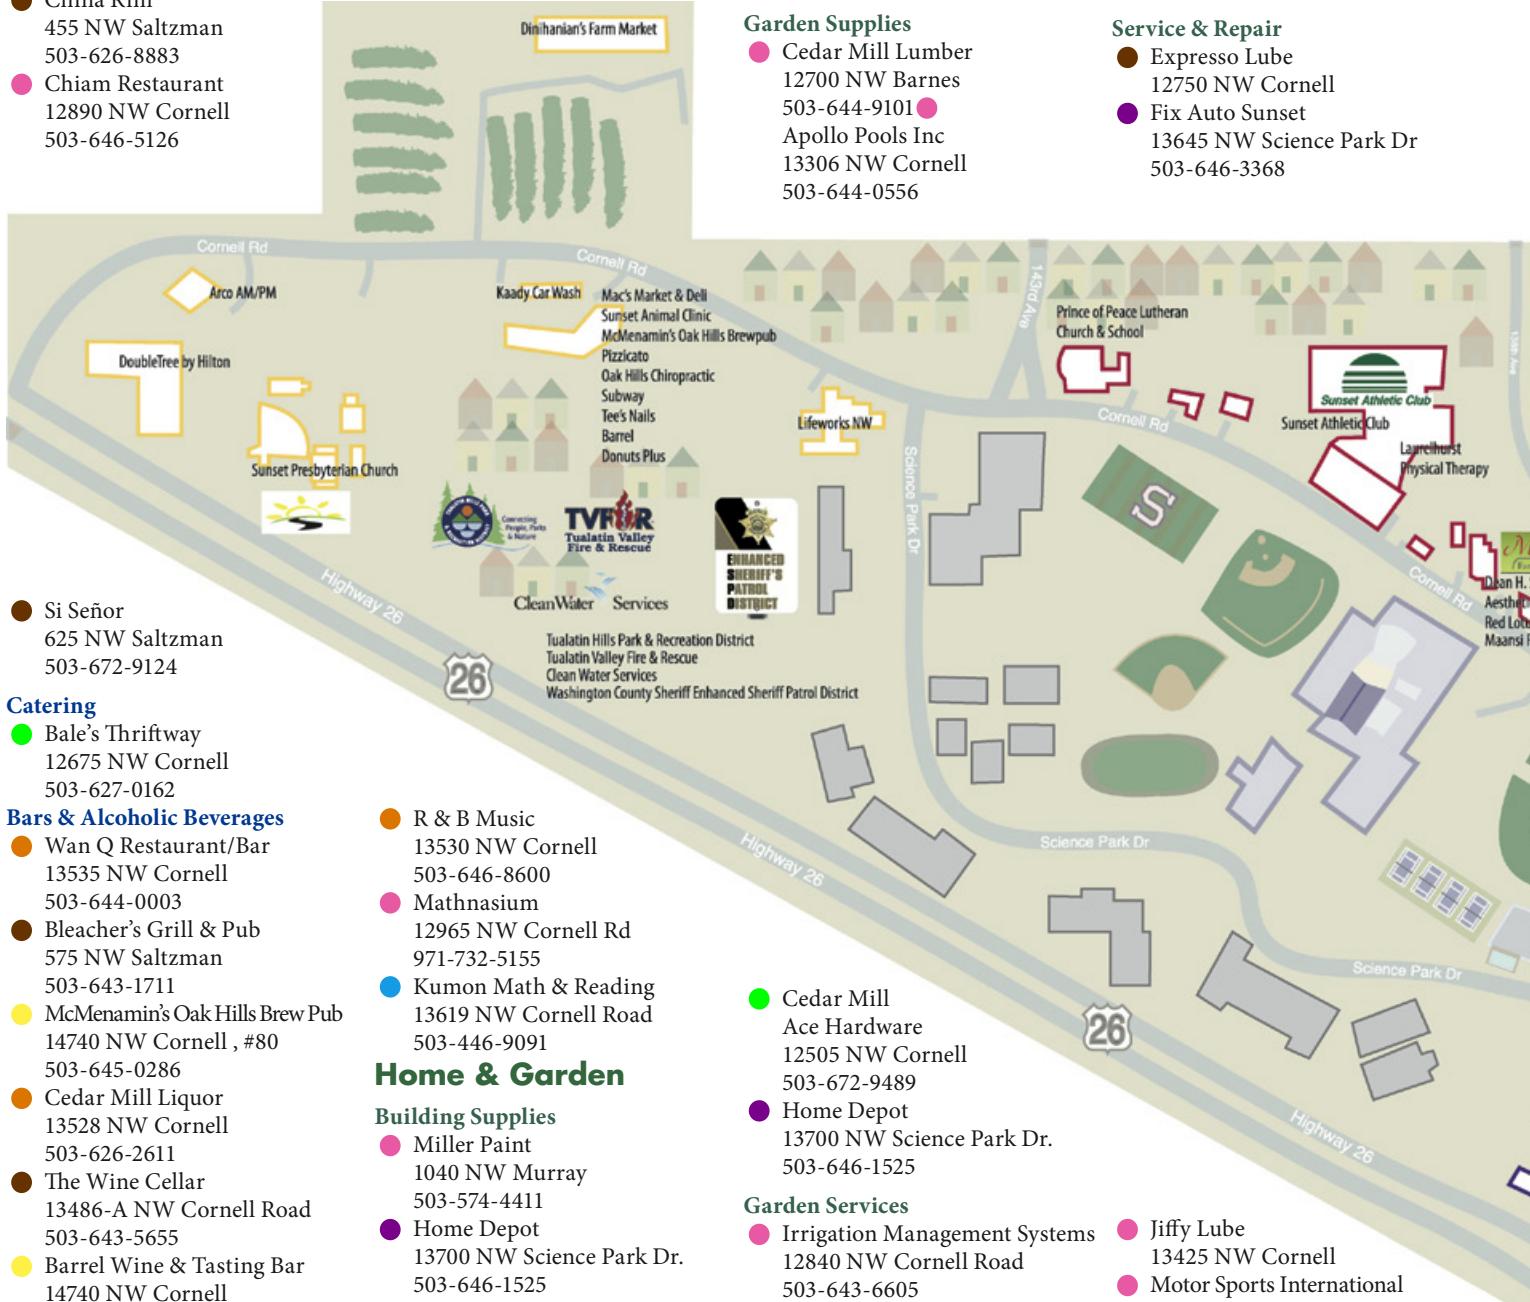 China Rim
455 NW Saltzman
503-626-8883
Chiam Restaurant
12890 NW Cornell
503-646-5126
Dinihanian's Farm Market
Garden Supplies
Cedar Mill Lumber
12700 NW Barnes
503-644-9101
Apollo Pools Inc
13306 NW Cornell
503-644-0556
Service & Repair
Expresso Lube
12750 NW Cornell
Fix Auto Sunset
13645 NW Science Park Dr
503-646-3368
Cornell Rd
Cornell Rd
Arco AM/PM
Kaady Car Wash
Mac's Market & Deli
Sunset Animal Clinic
McMenamin's Oak Hills Brewpub
Pizzicato
Oak Hills Chiropractic
Subway
Tee's Nails
Barrel
Donuts Plus
DoubleTree by Hilton
Sunset Presbyterian Church
Lifeworks NW
143rd Ave
Prince of Peace Lutheran
Church & School
Cornell Rd
Sunset Athletic Club
Sunset Athletic Club
Laurelhurst
Physical Therapy
Science Park Dr
S
Connecting
People, Parks
& Nature
TVF&R
Tualatin Valley
Fire & Rescue
ENHANCED
SHERIFF'S
PATROL
DISTRICT
CleanWater Services
Tualatin Hills Park & Recreation District
Tualatin Valley Fire & Rescue
Clean Water Services
Washington County Sheriff Enhanced Sheriff Patrol District
Cornell Rd
Dean H.
Red
Maansi
Highway 26
26
Si Señor
625 NW Saltzman
503-672-9124
Catering
Bale's Thriftway
12675 NW Cornell
503-627-0162
Bars & Alcoholic Beverages
Wan Q Restaurant/Bar
13535 NW Cornell
503-644-0003
Bleacher's Grill & Pub
575 NW Saltzman
503-643-1711
McMenamin's Oak Hills Brew Pub
14740 NW Cornell , #80
503-645-0286
Cedar Mill Liquor
13528 NW Cornell
503-626-2611
The Wine Cellar
13486-A NW Cornell Road
503-643-5655
Barrel Wine & Tasting Bar
14740 NW Cornell
R & B Music
13530 NW Cornell
503-646-8600
Mathnasium
12965 NW Cornell Rd
971-732-5155
Kumon Math & Reading
13619 NW Cornell Road
503-446-9091
Home & Garden
Building Supplies
Miller Paint
1040 NW Murray
503-574-4411
Home Depot
13700 NW Science Park Dr.
503-646-1525
Highway 26
Science Park Dr
Science Park Dr
26
Highway 26
Cedar Mill
Ace Hardware
12505 NW Cornell
503-672-9489
Home Depot
13700 NW Science Park Dr.
503-646-1525
Garden Services
Irrigation Management Systems
12840 NW Cornell Road
503-643-6605
Jiffy Lube
13425 NW Cornell
Motor Sports International